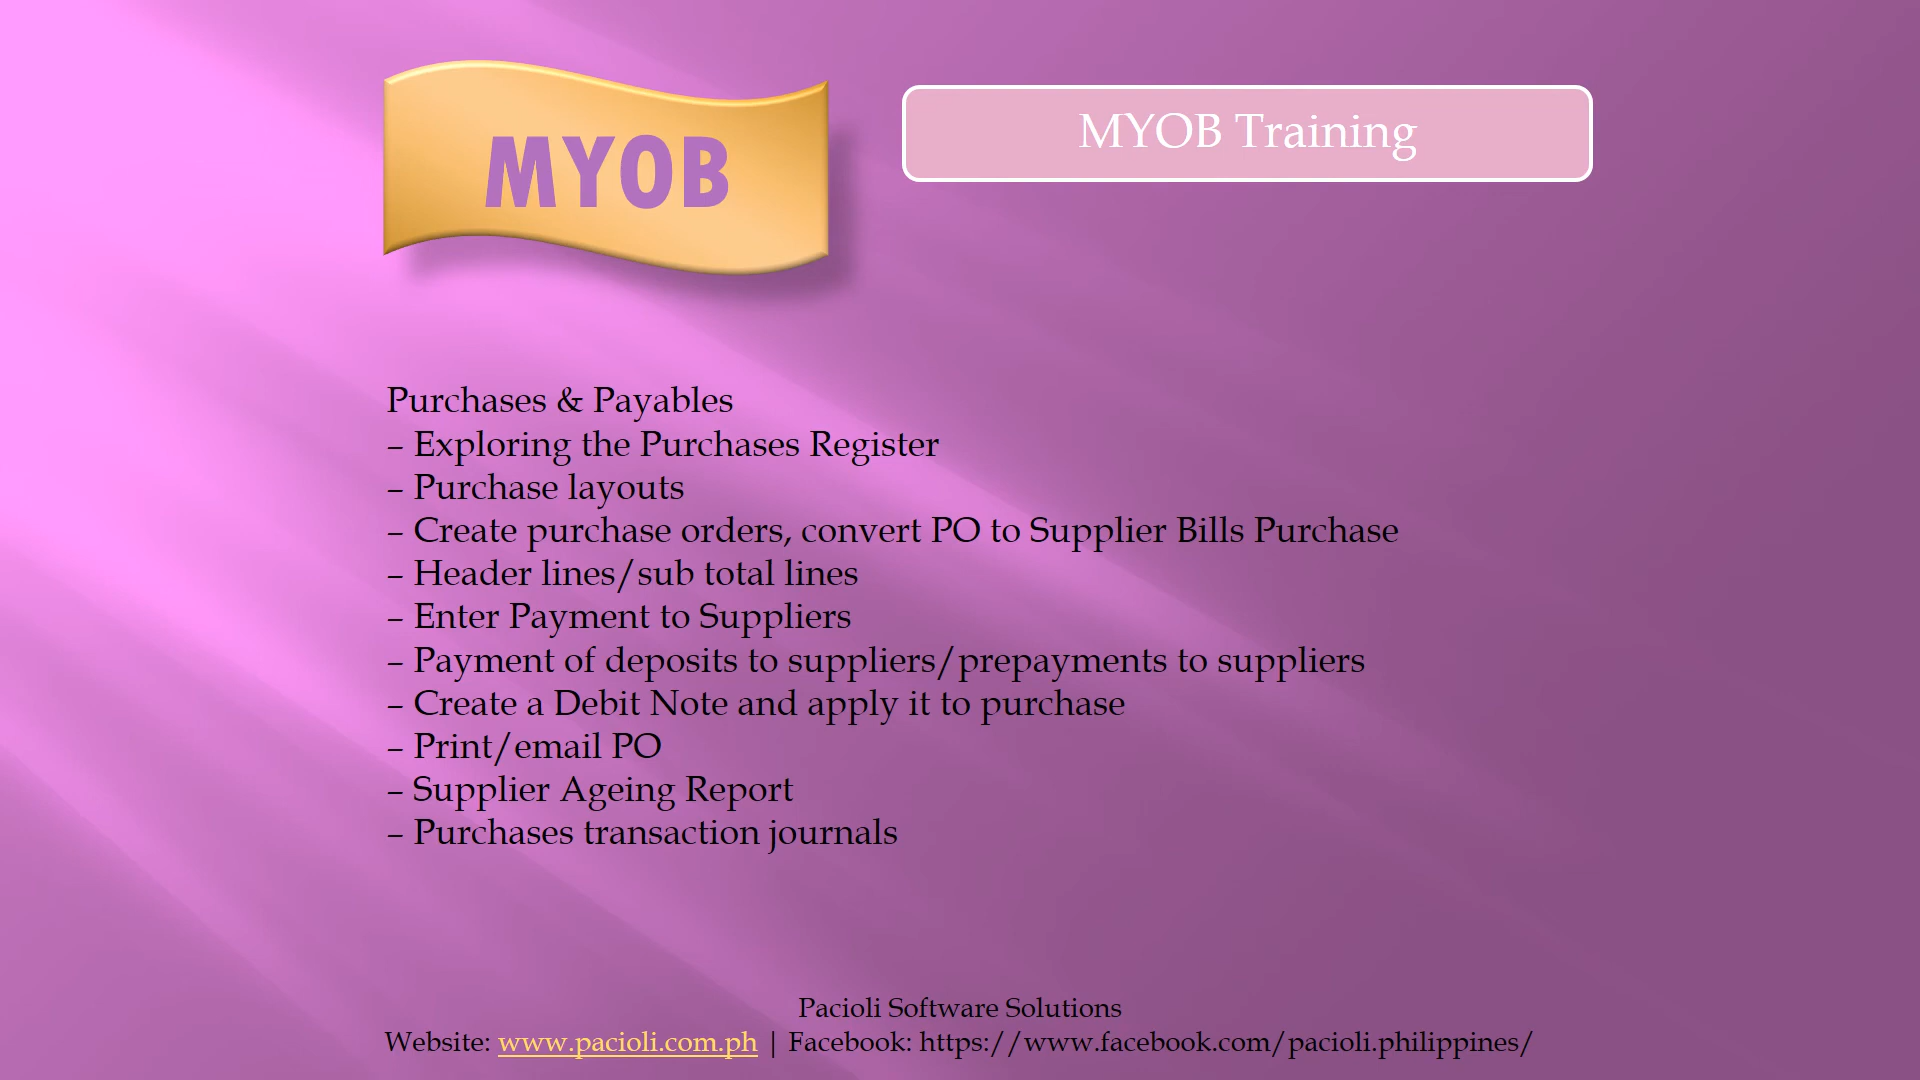 MYOB
MYOB Training
Purchases & Payables
– Exploring the Purchases Register
– Purchase layouts
– Create purchase orders, convert PO to Supplier Bills Purchase
– Header lines/sub total lines
– Enter Payment to Suppliers
– Payment of deposits to suppliers/prepayments to suppliers
– Create a Debit Note and apply it to purchase
– Print/email PO
– Supplier Ageing Report
– Purchases transaction journals
Pacioli Software Solutions
Website: www.pacioli.com.ph | Facebook: https://www.facebook.com/pacioli.philippines/